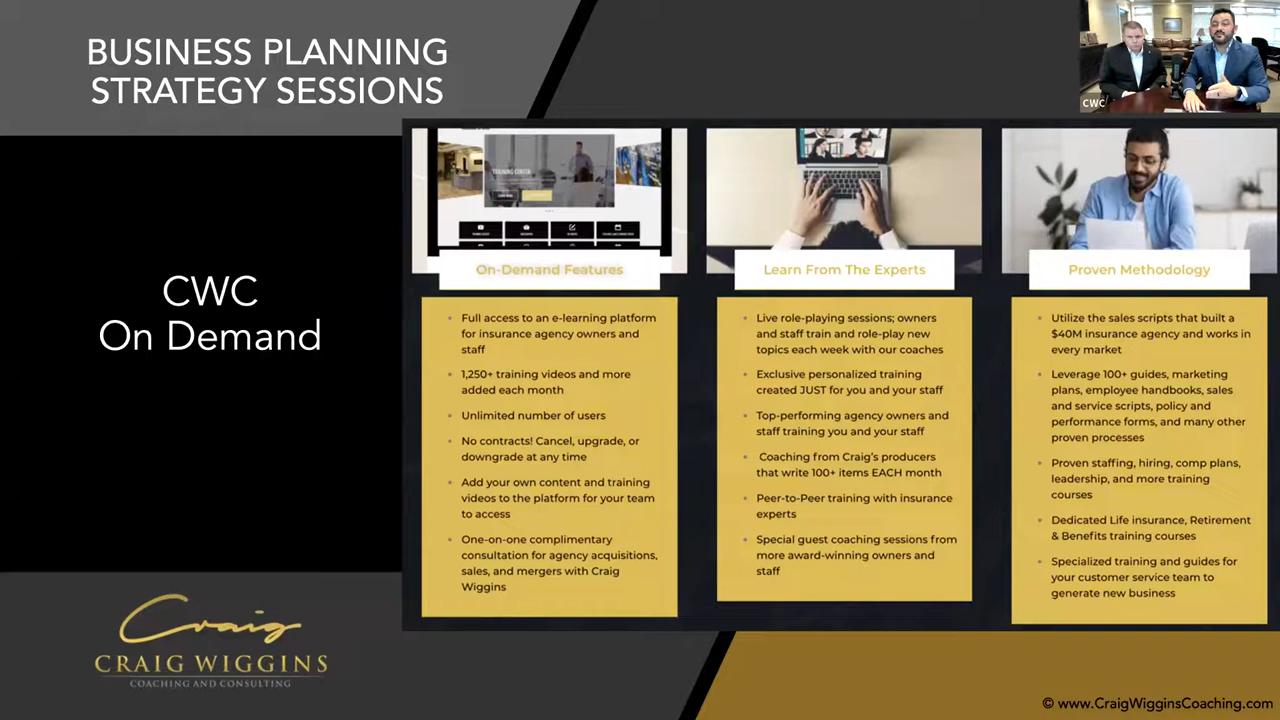 BUSINESS PLANNING
STRATEGY SESSIONS
CWC
CWC
On Demand
TRAINING CENTER
On-Demand Features
Full access to an e-learning platform
for insurance agency owners and
staff
1,250+ training videos and more
added each month
Unlimited number of users
No contracts! Cancel, upgrade, or
downgrade at any time
Add your own content and training
videos to the platform for your team
to access
One-on-one complimentary
consultation for agency acquisitions,
sales, and mergers with Craig
Wiggins
Learn From The Experts
Live role-playing sessions; owners
and staff train and role-play new
topics each week with our coaches
Exclusive personalized training
created JUST for you and your staff
Top-performing agency owners and
staff training you and your staff
Coaching from Craig's producers
that write 100+ items EACH month
Peer-to-Peer training with insurance
experts
Special guest coaching sessions from
more award-winning owners and
staff
Proven Methodology
Utilize the sales scripts that built a
$40M insurance agency and works in
every market
Leverage 100+ guides, marketing
plans, employee handbooks, sales
and service scripts, policy and
performance forms, and many other
proven processes
Proven staffing, hiring, comp plans,
leadership, and more training
courses
Dedicated Life insurance, Retirement
& Benefits training courses
Specialized training and guides for
your customer service team to
generate new business
Craig
CRAIG WIGGINS
COACHING AND CONSULTING
© www.CraigWigginsCoaching.com